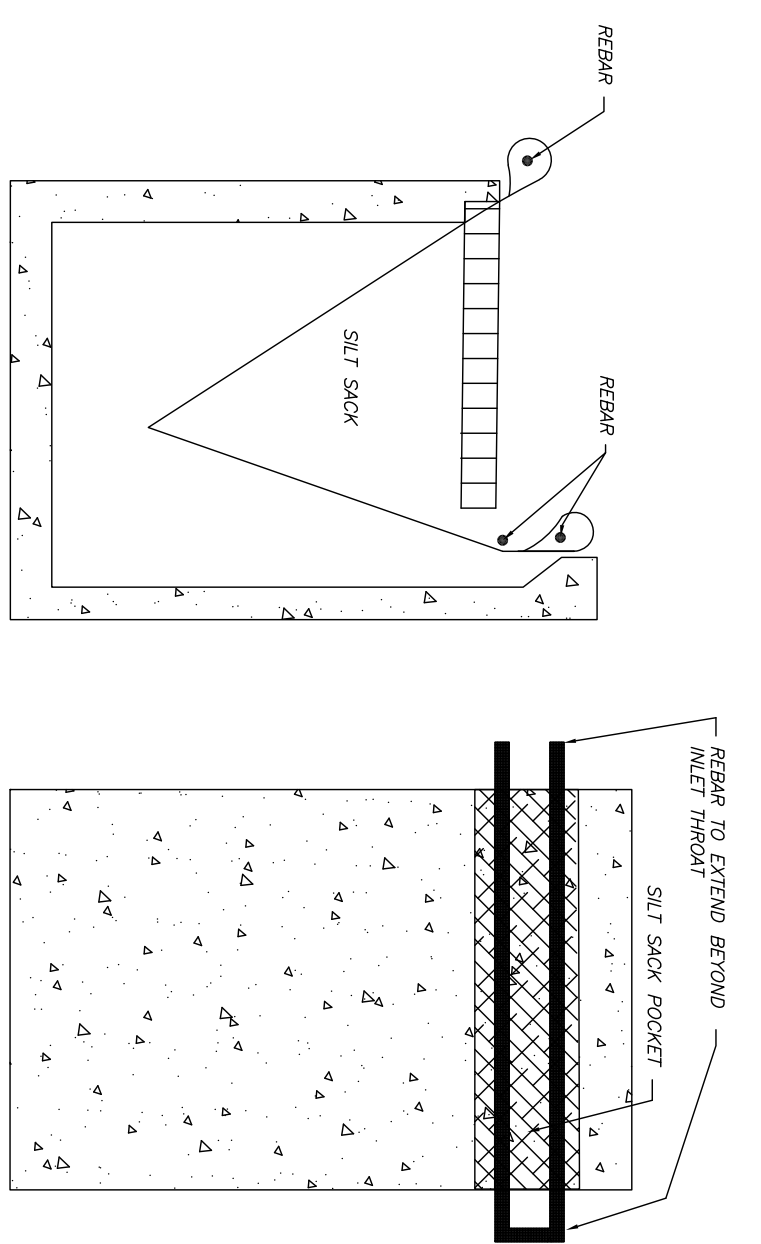 REBAR
REBAR
SILT SACK
REBAR TO EXTEND BEYOND
INLET THROAT
SILT SACK POCKET